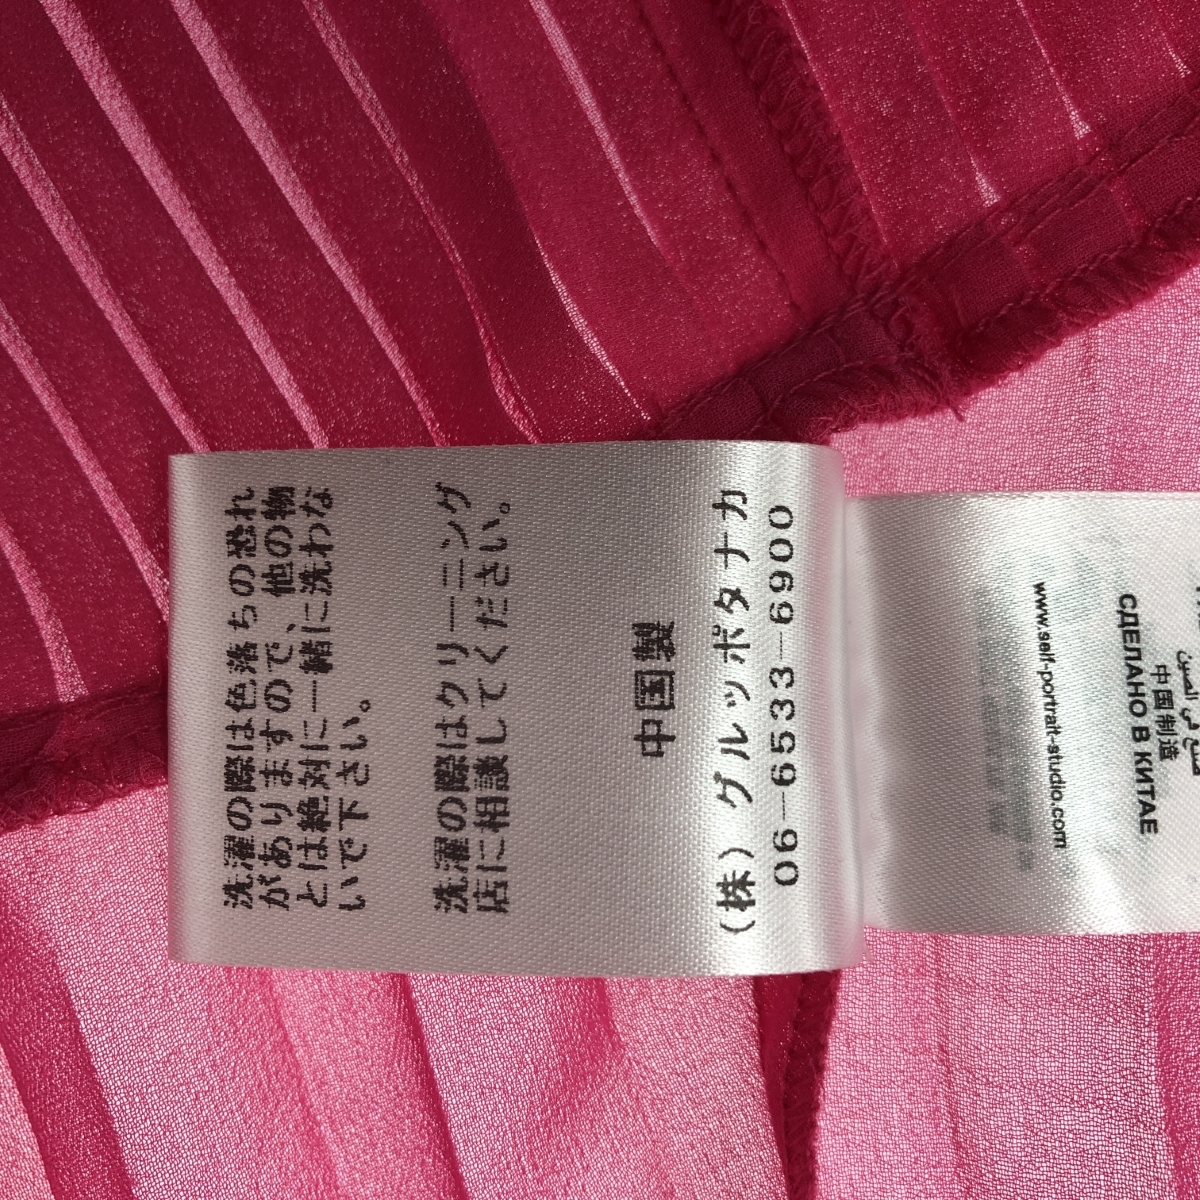 洗濯の際は色落ちの恐れ
がありますので、他の物
とは絶対に一緒に洗わな
いで下さい。
洗濯の際はクリーニング
店に相談してください。
中国製
(株)グルッポタナカ
06-6533-6900
www.self-portrait-studio.com
СДЕЛАНО В КИТАЕ
中国制造
صنع في الصين